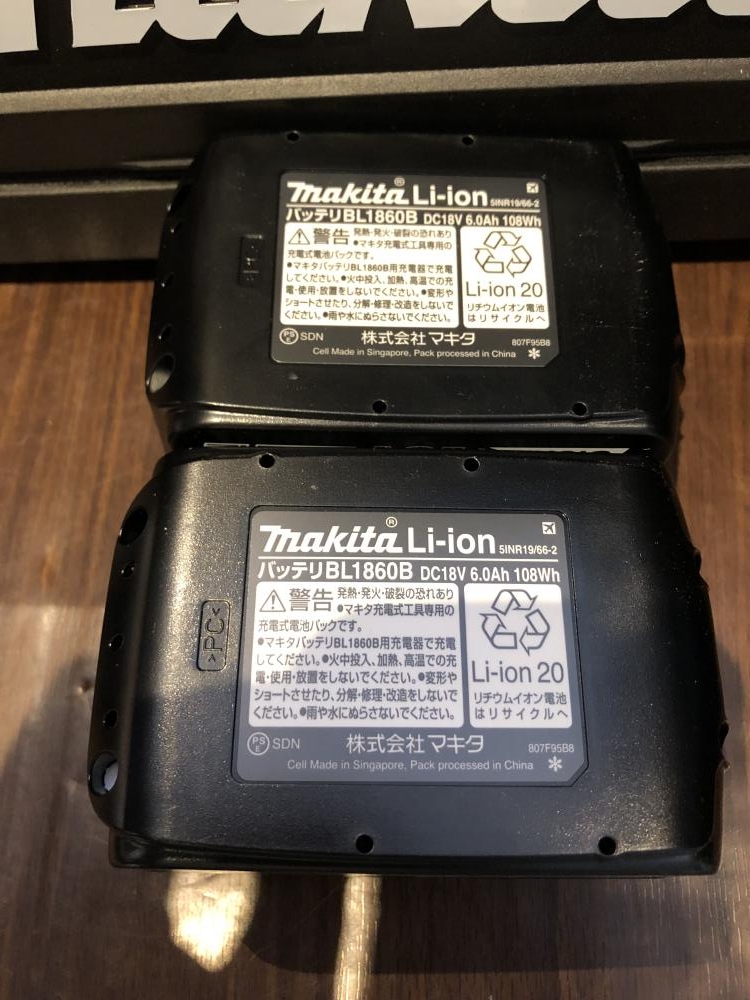 makita® Li-ion 5INR19/66-2
バッテリBL1860B DC18V 6.0Ah 108Wh
警告 発熱・発火・破裂の恐れあり
●マキタ充電式工具専用の
充電式電池パックです。
●マキタバッテリBL1860B用充電器で充電
してください。●火中投入、加熱、高温での充
電・使用・放置をしないでください。●変形や
ショートさせたり、分解・修理・改造をしないで
ください。●雨や水にぬらさないでください。
Li-ion 20
リチウムイオン電池
はリサイクルへ
PS
E SDN 株式会社マキタ 807F95B8
Cell Made in Singapore, Pack processed in China ✻
makita® Li-ion 5INR19/66-2
バッテリBL1860B DC18V 6.0Ah 108Wh
警告 発熱・発火・破裂の恐れあり
●マキタ充電式工具専用の
充電式電池パックです。
●マキタバッテリBL1860B用充電器で充電
してください。●火中投入、加熱、高温での充
電・使用・放置をしないでください。●変形や
ショートさせたり、分解・修理・改造をしないで
ください。●雨や水にぬらさないでください。
Li-ion 20
リチウムイオン電池
はリサイクルへ
PS
E SDN 株式会社マキタ 807F95B8
Cell Made in Singapore, Pack processed in China ✻
>PC<